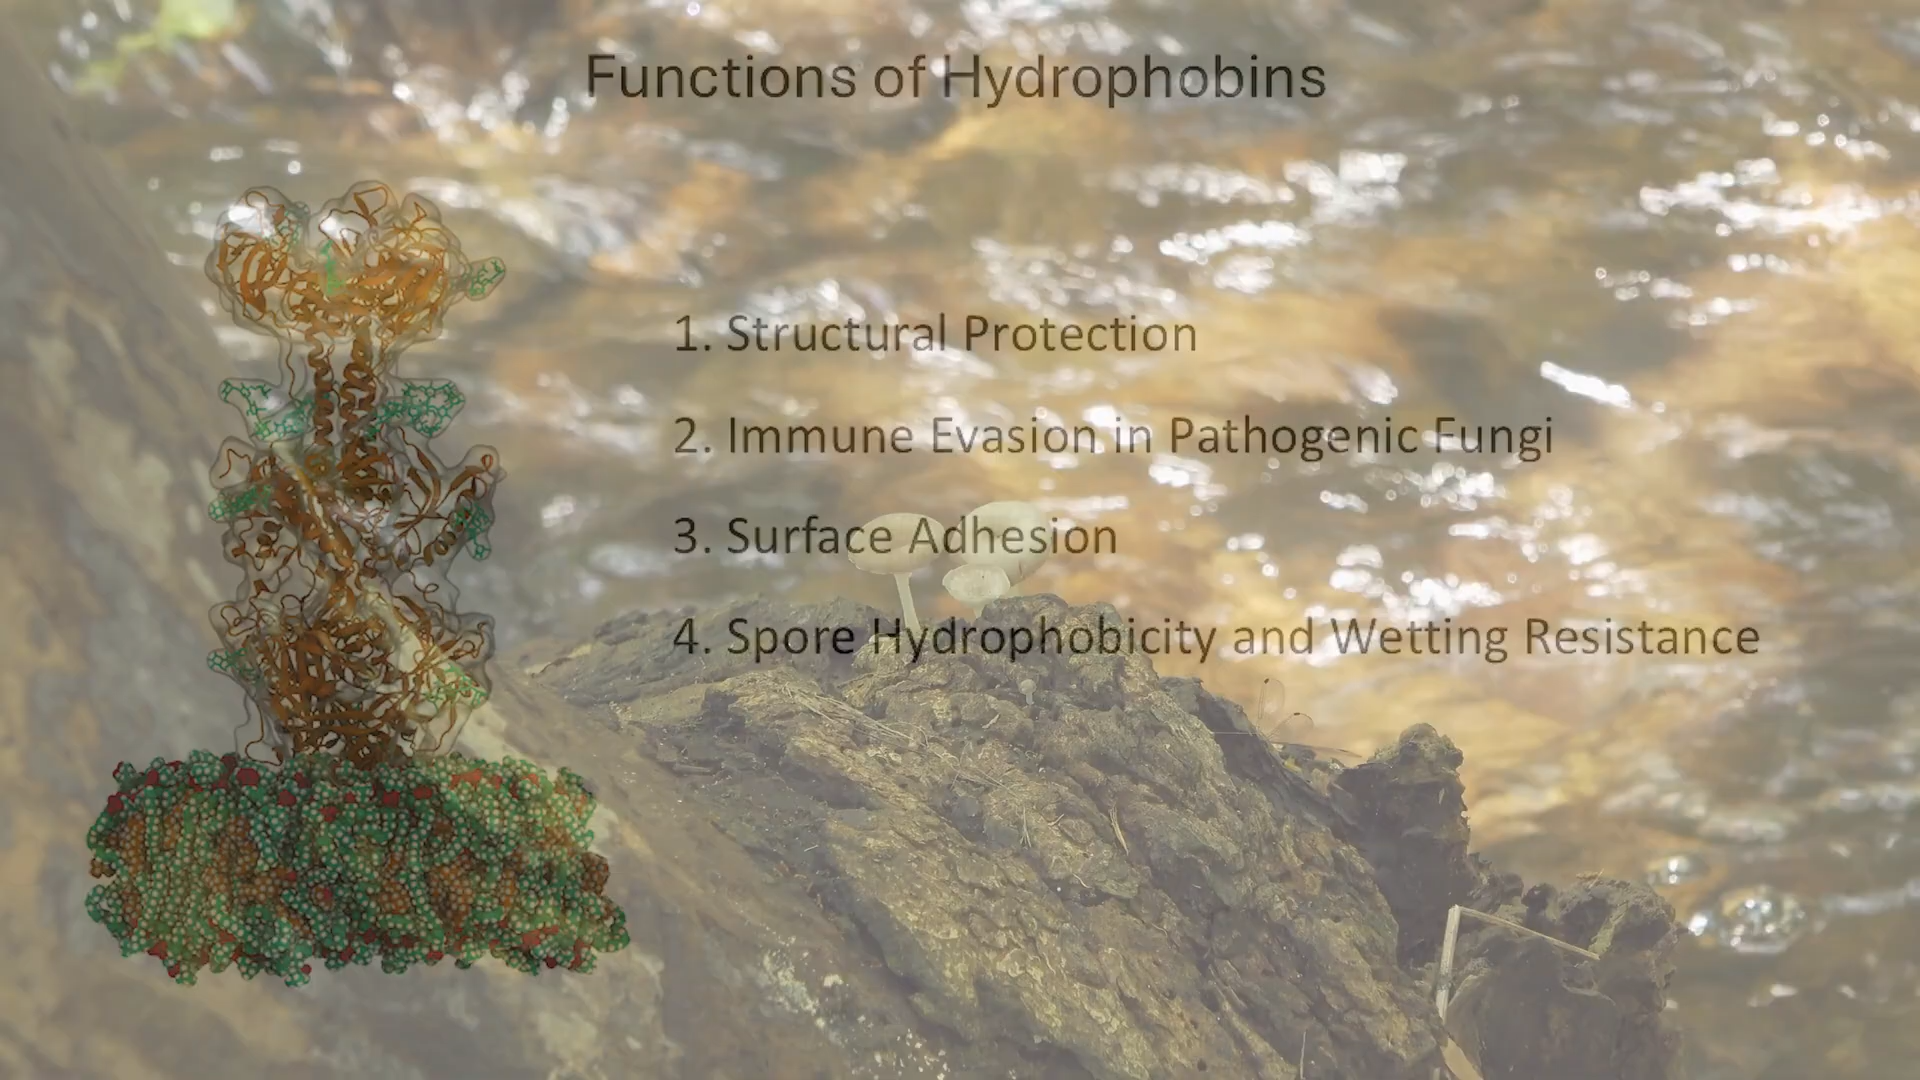 Functions of Hydrophobins
1. Structural Protection
2. Immune Evasion in Pathogenic Fungi
3. Surface Adhesion
4. Spore Hydrophobicity and Wetting Resistance